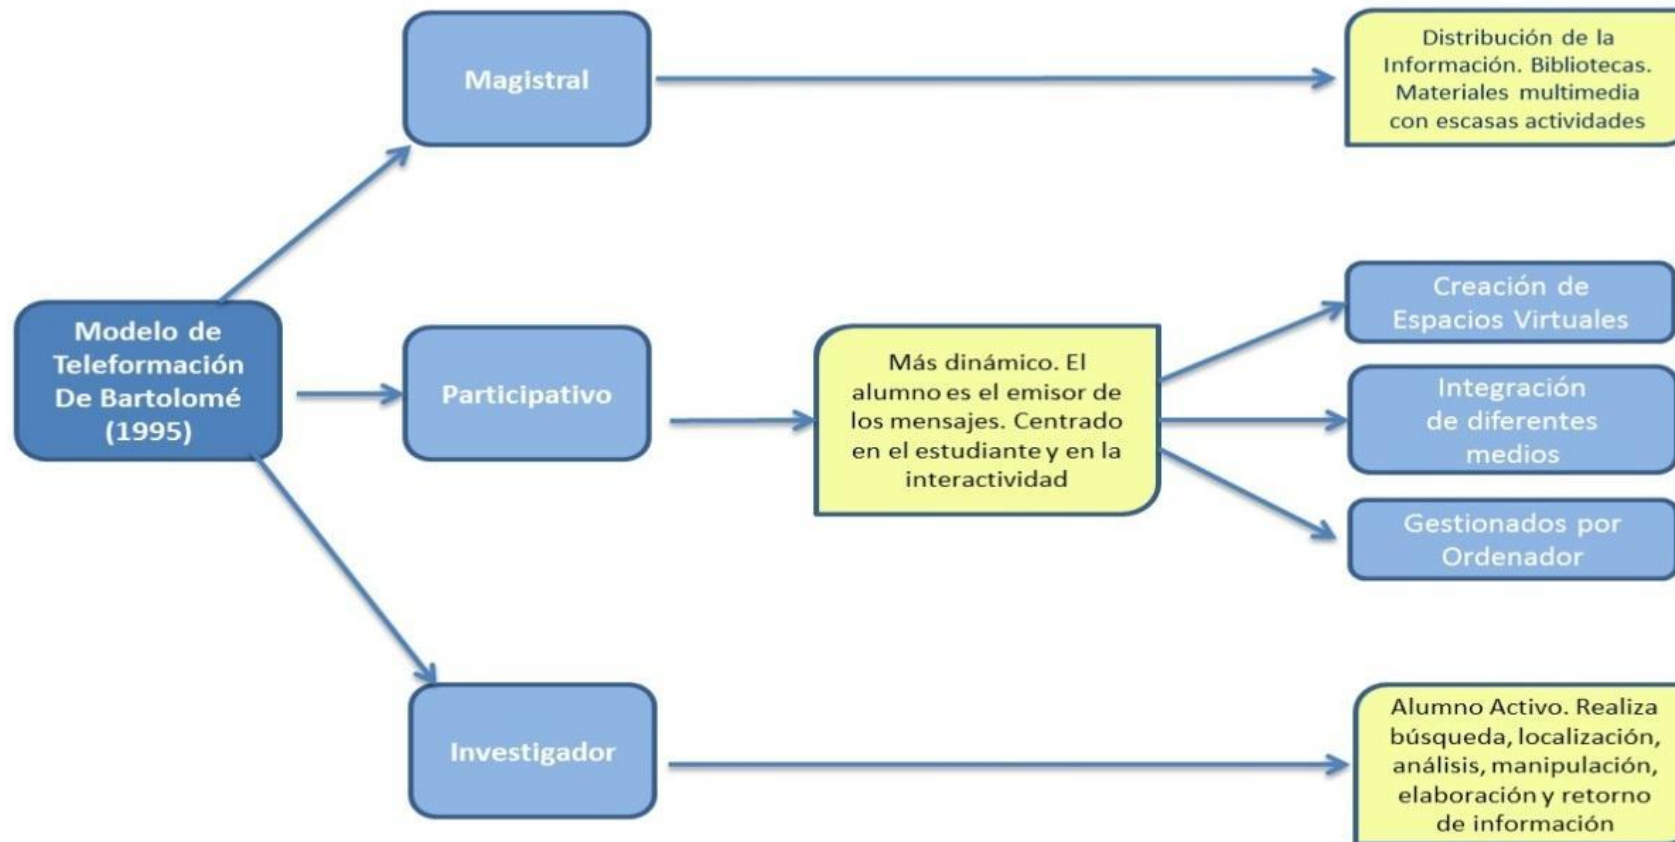 Magistral
Distribución de la
Información. Bibliotecas.
Materiales multimedia
con escasas actividades
Modelo de
Teleformación
De Bartolomé
(1995)
Participativo
Más dinámico. El
alumno es el emisor de
los mensajes. Centrado
en el estudiante y en la
interactividad
Creación de
Espacios Virtuales
Integración
de diferentes
medios
Gestionados por
Ordenador
Investigador
Alumno Activo. Realiza
búsqueda, localización,
análisis, manipulación,
elaboración y retorno
de información